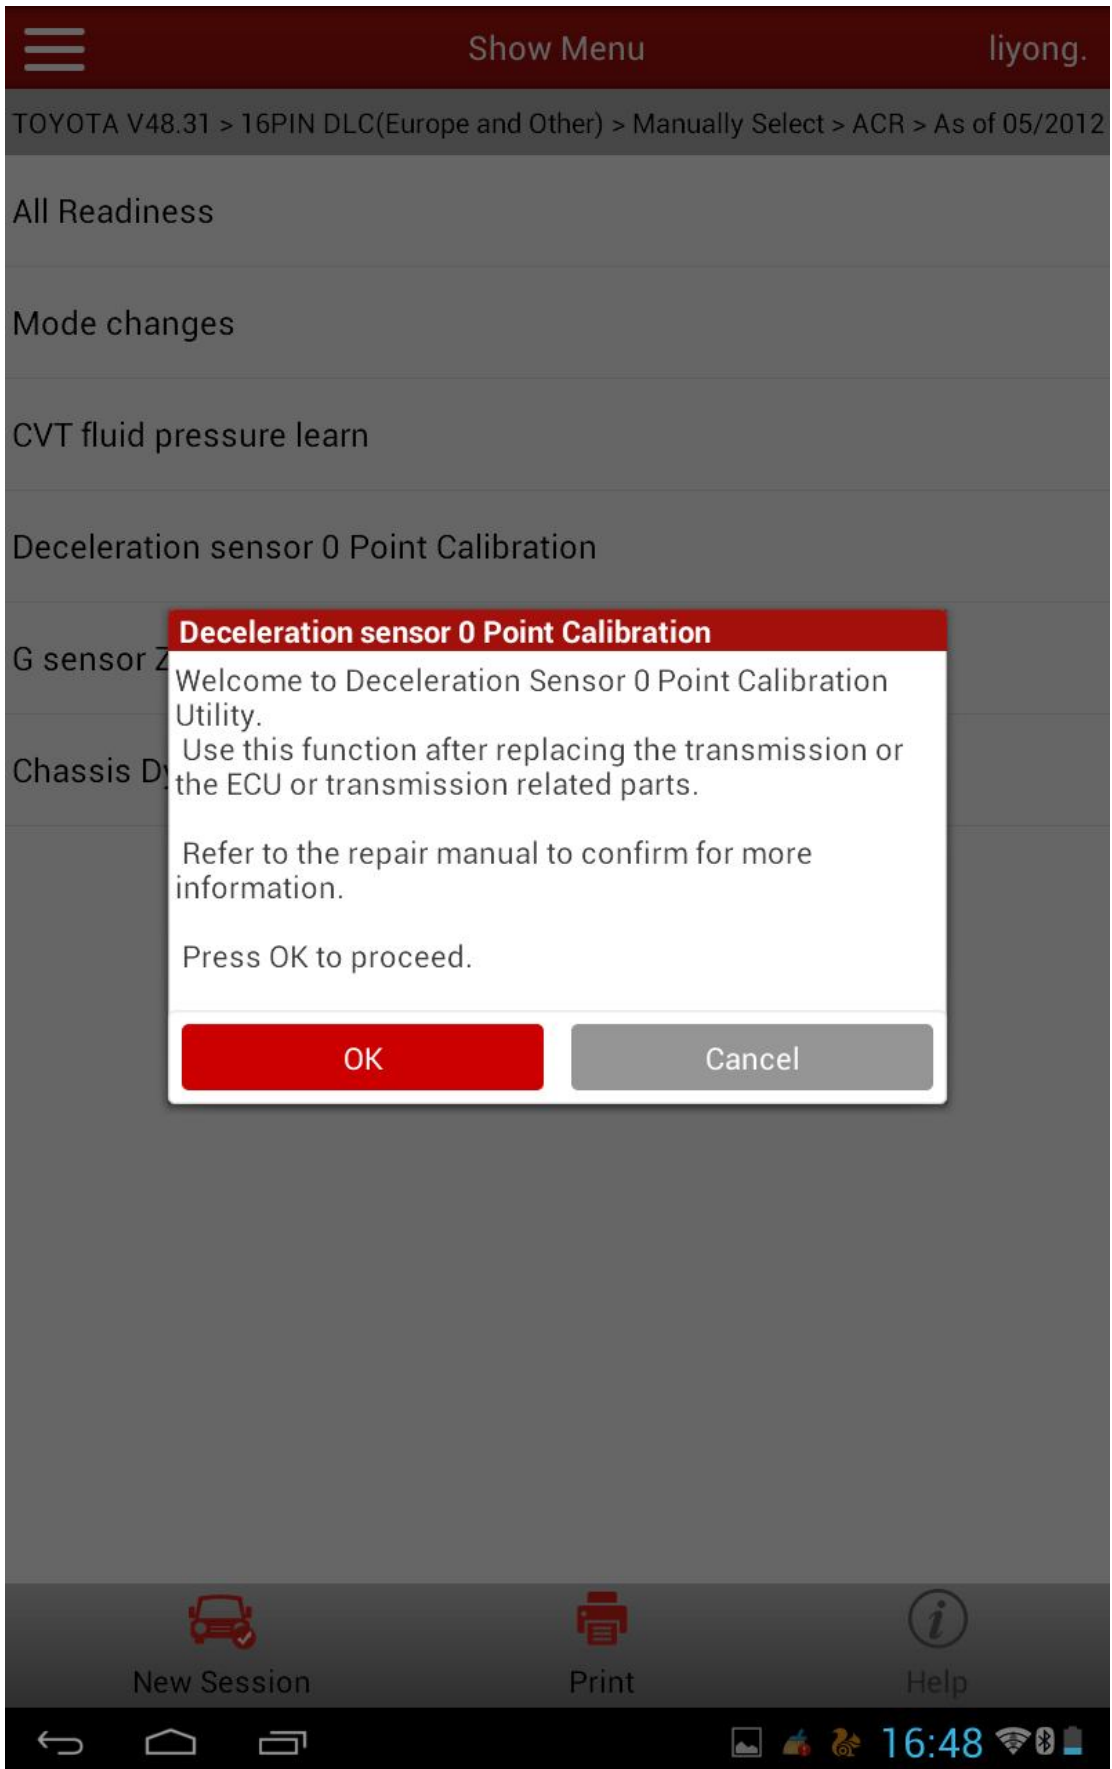 Show Menu
liyong.
TOYOTA V48.31 > 16PIN DLC(Europe and Other) > Manually Select > ACR > As of 05/2012
All Readiness
Mode changes
CVT fluid pressure learn
Deceleration sensor 0 Point Calibration
G sensor
Chassis
Deceleration sensor 0 Point Calibration
Welcome to Deceleration Sensor 0 Point Calibration
Utility.
Use this function after replacing the transmission or
the ECU or transmission related parts.
Refer to the repair manual to confirm for more
information.
Press OK to proceed.
OK
Cancel
New Session
Print
Help
16:48